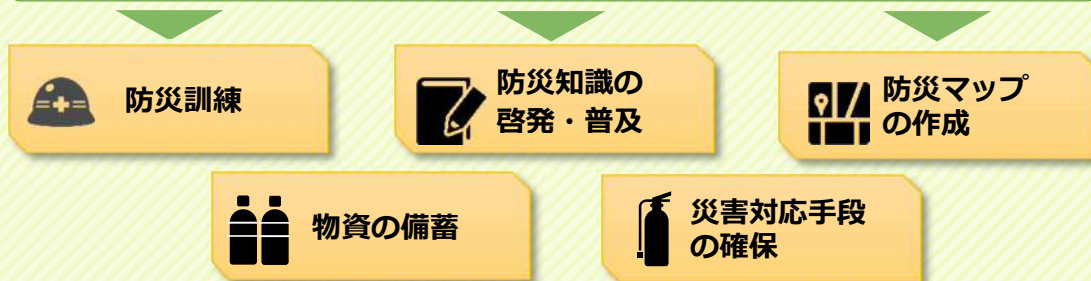 防災訓練
防災知識の
啓発・普及
防災マップ
の作成
物資の備蓄
災害対応手段
の確保